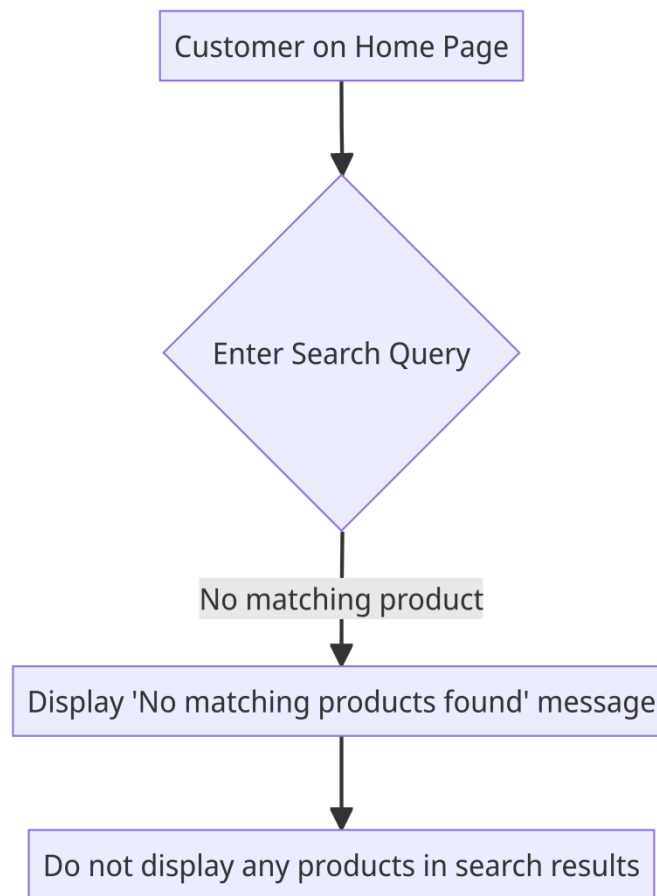 Customer on Home Page
Enter Search Query
No matching product
Display 'No matching products found' message
Do not display any products in search results